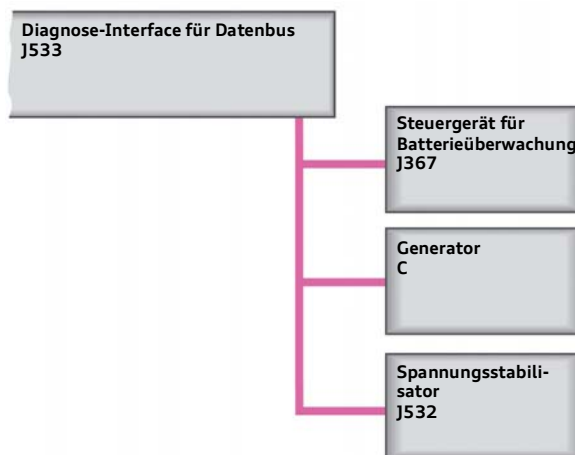 Diagnose-Interface für Datenbus
J533
Steuergerät für
Batterieüberwachung
J367
Generator
C
Spannungsstabili-
sator
J532